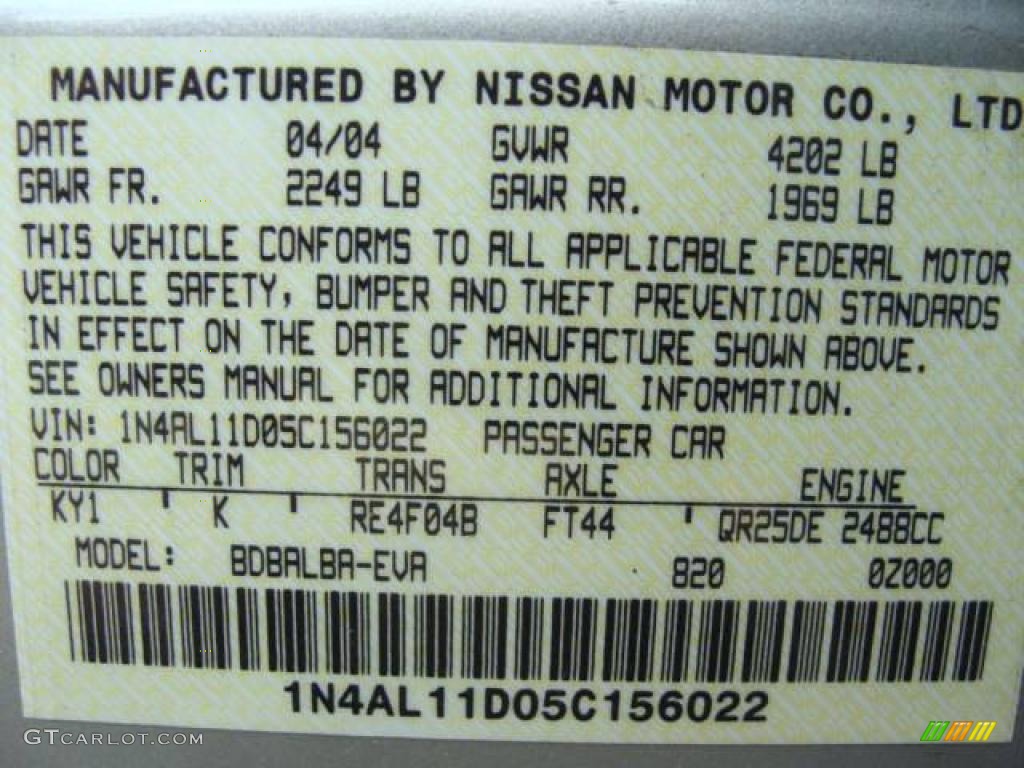 MANUFACTURED BY NISSAN MOTOR CO., LTD
DATE 04/04 GVWR 4202 LB
GAWR FR. 2249 LB GAWR RR. 1969 LB
THIS VEHICLE CONFORMS TO ALL APPLICABLE FEDERAL MOTOR
VEHICLE SAFETY, BUMPER AND THEFT PREVENTION STANDARDS
IN EFFECT ON THE DATE OF MANUFACTURE SHOWN ABOVE.
SEE OWNERS MANUAL FOR ADDITIONAL INFORMATION.
VIN: 1N4AL11D05C156022 PASSENGER CAR
COLOR TRIM TRANS AXLE ENGINE
KY1 K RE4F04B FT44 QR25DE 2488CC
MODEL: BDBALBA-EVA 820 0Z000
1N4AL11D05C156022
GTCARLOT.COM